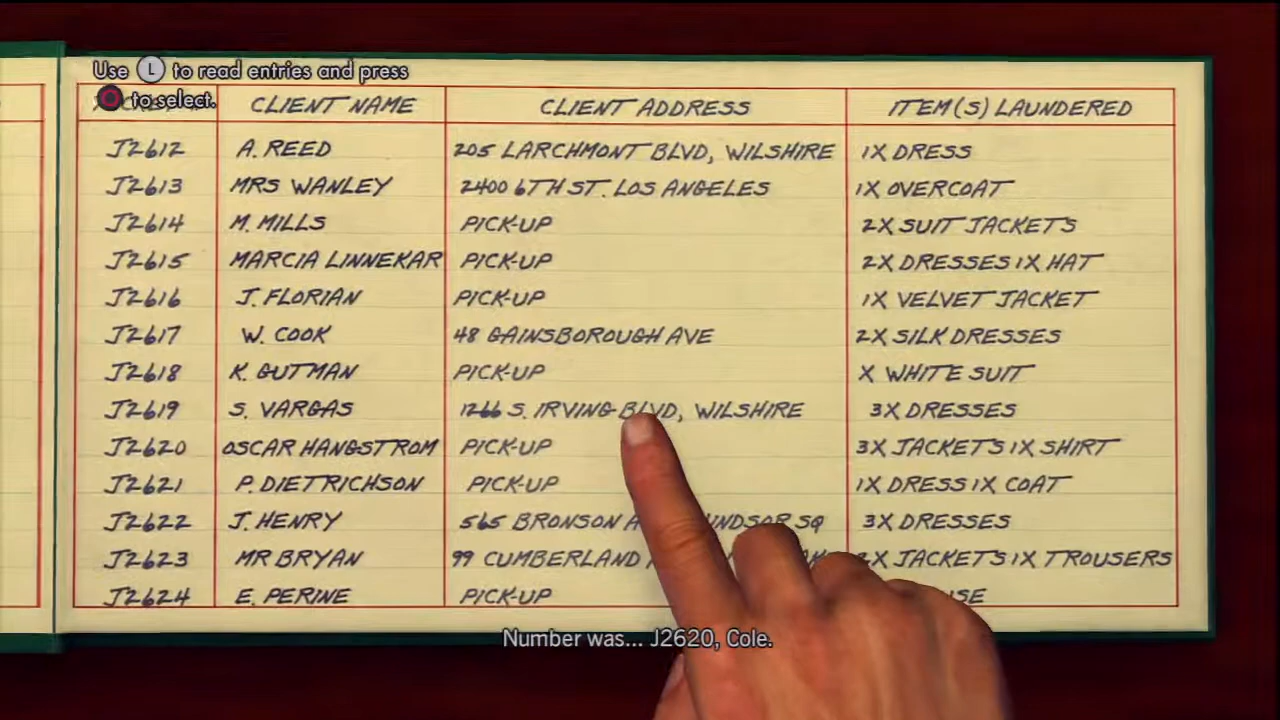 Use L to read entries and press
to select.
CLIENT NAME CLIENT ADDRESS ITEM(S) LAUNDERED
J2612 A. REED 205 LARCHMONT BLVD, WILSHIRE 1X DRESS
J2613 MRS WANLEY 2400 6TH ST. LOS ANGELES 1X OVERCOAT
J2614 M. MILLS PICK-UP 2X SUIT JACKETS
J2615 MARCIA LINNEKAR PICK-UP 2X DRESSES 1X HAT
J2616 J. FLORIAN PICK-UP 1X VELVET JACKET
J2617 W. COOK 48 GAINSBOROUGH AVE 2X SILK DRESSES
J2618 K. GUTMAN PICK-UP X WHITE SUIT
J2619 S. VARGAS 1266 S. IRVING BLVD, WILSHIRE 3X DRESSES
J2620 OSCAR HANGSTROM PICK-UP 3X JACKETS 1X SHIRT
J2621 P. DIETRICHSON PICK-UP 1X DRESS 1X COAT
J2622 J. HENRY 565 BRONSON SQ 3X DRESSES
J2623 MR BRYAN 99 CUMBERLAND JACKETS 1X TROUSERS
J2624 E. PERINE PICK-UP
Number was... J2620, Cole.